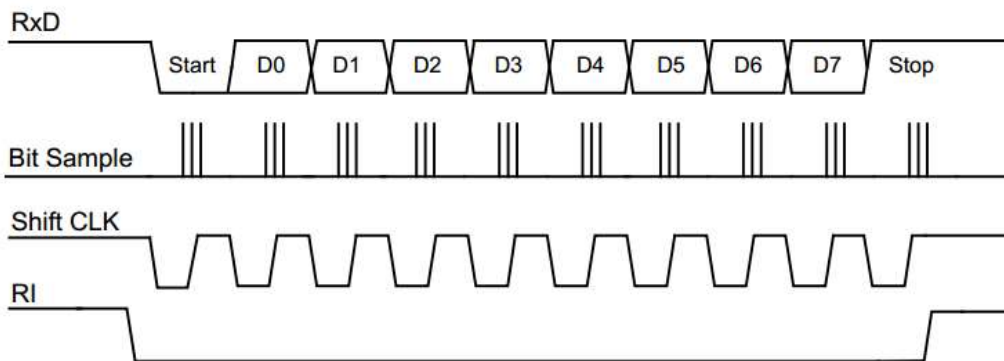 RxD
Start D0 D1 D2 D3 D4 D5 D6 D7 Stop
Bit Sample
Shift CLK
RI